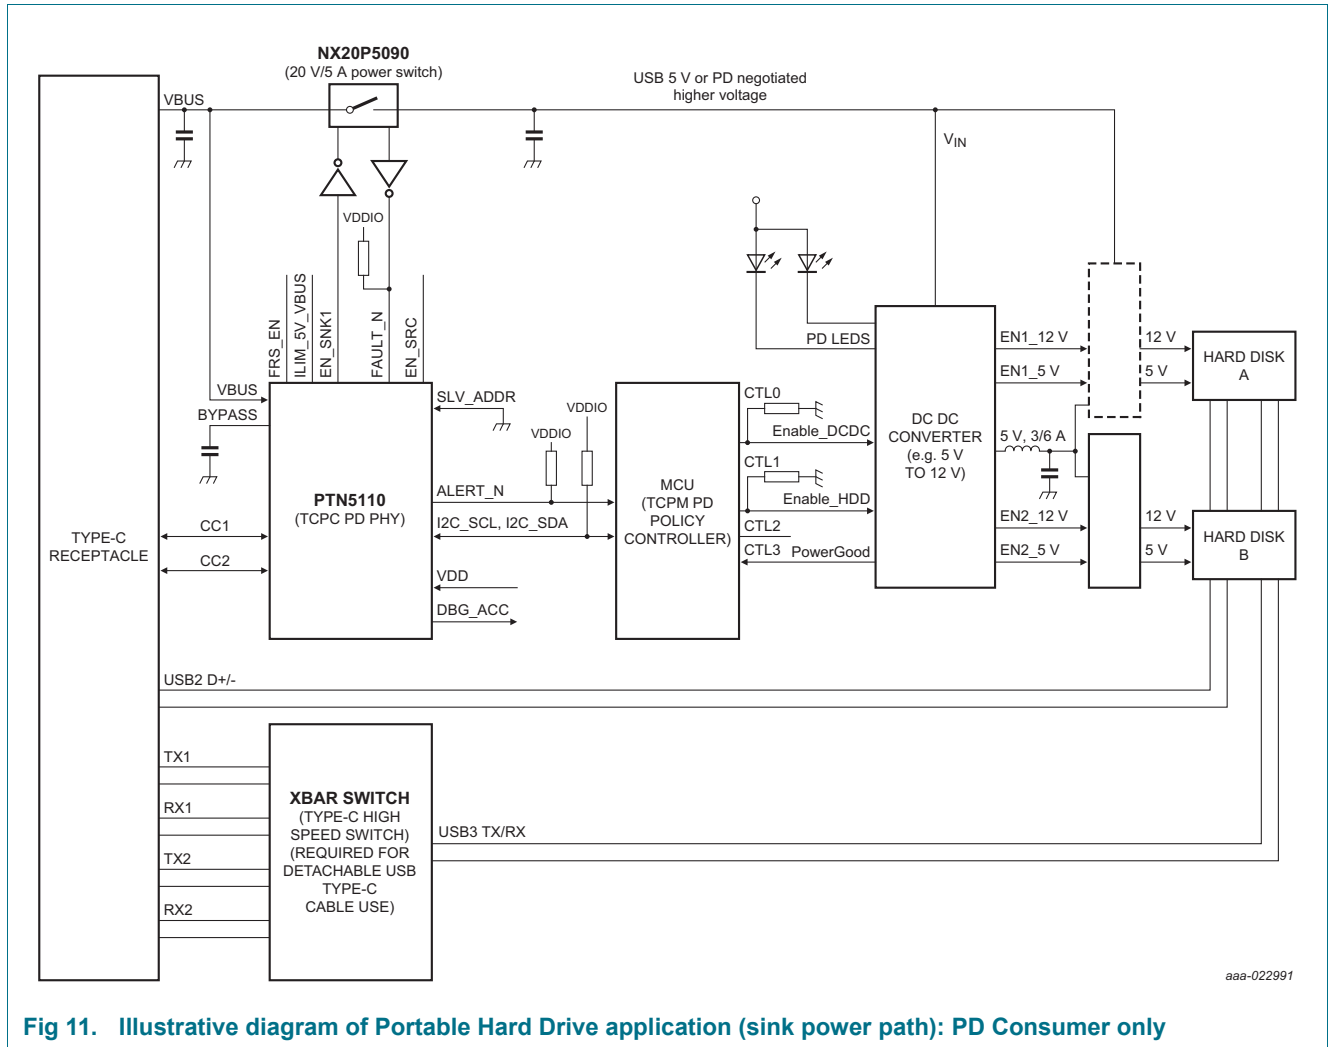 NX20P5090
(20 V/5 A power switch)
USB 5 V or PD negotiated
higher voltage
VBUS
VIN
VDDIO
FRS_EN
ILIM_5V_VBUS
EN_SNK1
FAULT_N
EN_SRC
VBUS
BYPASS
SLV_ADDR
VDDIO
VDDIO
PTN5110
(TCPC PD PHY)
ALERT_N
I2C_SCL, I2C_SDA
VDD
DBG_ACC
TYPE-C
RECEPTACLE
CC1
CC2
MCU
(TCPM PD
POLICY
CONTROLLER)
CTL0
Enable_DCDC
CTL1
Enable_HDD
CTL2
CTL3
PowerGood
PD LEDS
DC DC
CONVERTER
(e.g. 5 V
TO 12 V)
EN1_12 V
EN1_5 V
5 V, 3/6 A
EN2_12 V
EN2_5 V
12 V
5 V
12 V
5 V
HARD DISK
A
HARD DISK
B
USB2 D+/-
TX1
RX1
TX2
RX2
XBAR SWITCH
(TYPE-C HIGH
SPEED SWITCH)
(REQUIRED FOR
DETACHABLE USB
TYPE-C
CABLE USE)
USB3 TX/RX
aaa-022991
Fig 11. Illustrative diagram of Portable Hard Drive application (sink power path): PD Consumer only